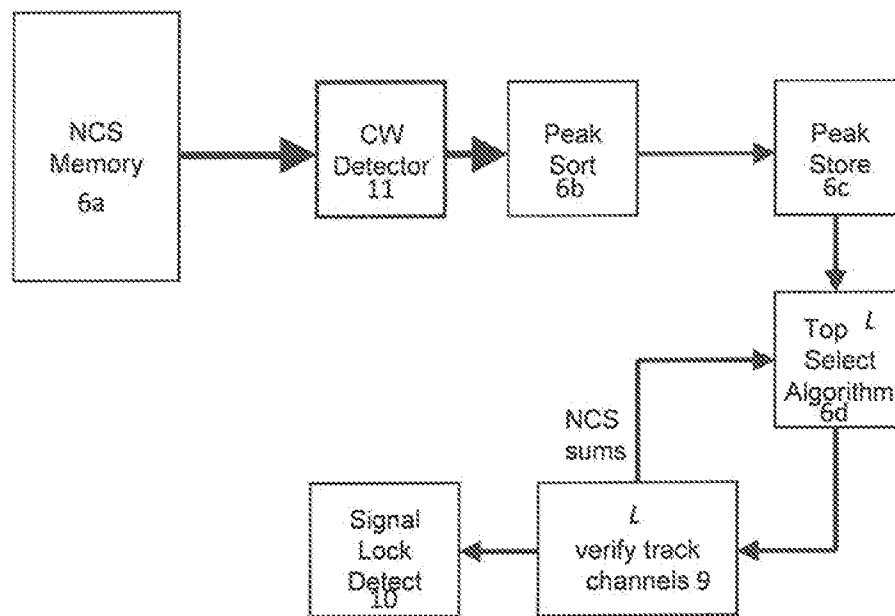 NCS
Memory
6a
CW
Detector
11
Peak
Sort
6b
Peak
Store
6c
Top L
Select
Algorithm
6d
NCS
sums
L
verify track
channels 9
Signal
Lock
Detect
10